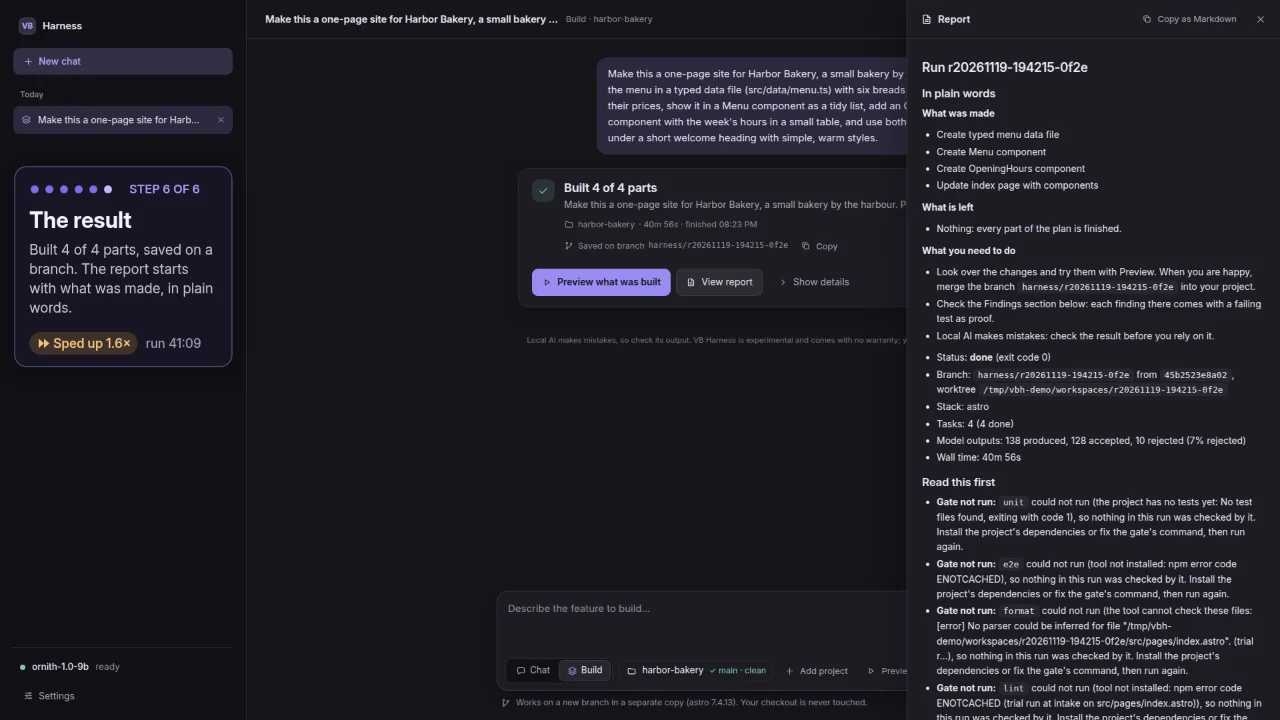 VB Harness
+ New chat
Today
Make this a one-page site for Harb... ×
STEP 6 OF 6
The result
Built 4 of 4 parts, saved on a
branch. The report starts
with what was made, in plain
words.
Sped up 1.6× run 41:09
ornith-1.0-9b ready
Settings
Make this a one-page site for Harbor Bakery, a small bakery ... Build · harbor-bakery
Make this a one-page site for Harbor Bakery, a small bakery by
the menu in a typed data file (src/data/menu.ts) with six breads
their prices, show it in a Menu component as a tidy list, add an
component with the week's hours in a small table, and use both
under a short welcome heading with simple, warm styles.
Built 4 of 4 parts
Make this a one-page site for Harbor Bakery, a small bakery by the harbour.
harbor-bakery · 40m 56s · finished 08:23 PM
Saved on branch harness/r20261119-194215-0f2e Copy
Preview what was built View report Show details
Local AI makes mistakes, so check its output. VB Harness is experimental and comes with no warranty;
Describe the feature to build...
Chat Build harbor-bakery ✓ main · clean + Add project Previe
Works on a new branch in a separate copy (astro 7.4.13). Your checkout is never touched.
Report Copy as Markdown ×
Run r20261119-194215-0f2e
In plain words
What was made
• Create typed menu data file
• Create Menu component
• Create OpeningHours component
• Update index page with components
What is left
• Nothing: every part of the plan is finished.
What you need to do
• Look over the changes and try them with Preview. When you are happy,
merge the branch harness/r20261119-194215-0f2e into your project.
• Check the Findings section below: each finding there comes with a failing
test as proof.
• Local AI makes mistakes: check the result before you rely on it.
• Status: done (exit code 0)
• Branch: harness/r20261119-194215-0f2e from 45b2523e8a02 ,
worktree /tmp/vbh-demo/workspaces/r20261119-194215-0f2e
• Stack: astro
• Tasks: 4 (4 done)
• Model outputs: 138 produced, 128 accepted, 10 rejected (7% rejected)
• Wall time: 40m 56s
Read this first
• Gate not run: unit could not run (the project has no tests yet: No test
files found, exiting with code 1), so nothing in this run was checked by it.
Install the project's dependencies or fix the gate's command, then run
again.
• Gate not run: e2e could not run (tool not installed: npm error code
ENOTCACHED), so nothing in this run was checked by it. Install the
project's dependencies or fix the gate's command, then run again.
• Gate not run: format could not run (the tool cannot check these files:
[error] No parser could be inferred for file "/tmp/vbh-
demo/workspaces/r20261119-194215-0f2e/src/pages/index.astro". (trial
r...), so nothing in this run was checked by it. Install the project's
dependencies or fix the gate's command, then run again.
• Gate not run: lint could not run (tool not installed: npm error code
ENOTCACHED (trial run at intake on src/pages/index.astro)), so nothing in
this run was checked by it. Install the project's dependencies or fix the